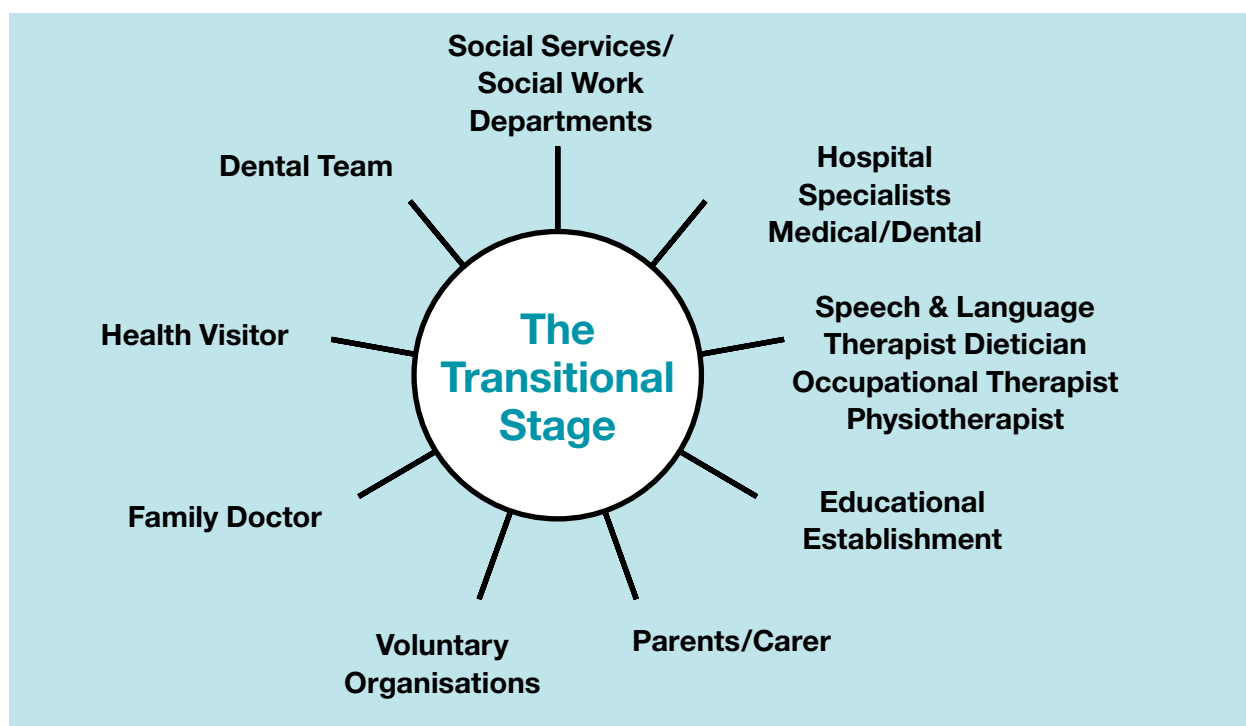 Social Services/
Social Work
Departments
Hospital
Specialists
Medical/Dental
Speech & Language
Therapist Dietician
Occupational Therapist
Physiotherapist
Educational
Establishment
Parents/Carer
Voluntary
Organisations
Family Doctor
Health Visitor
Dental Team
The
Transitional
Stage